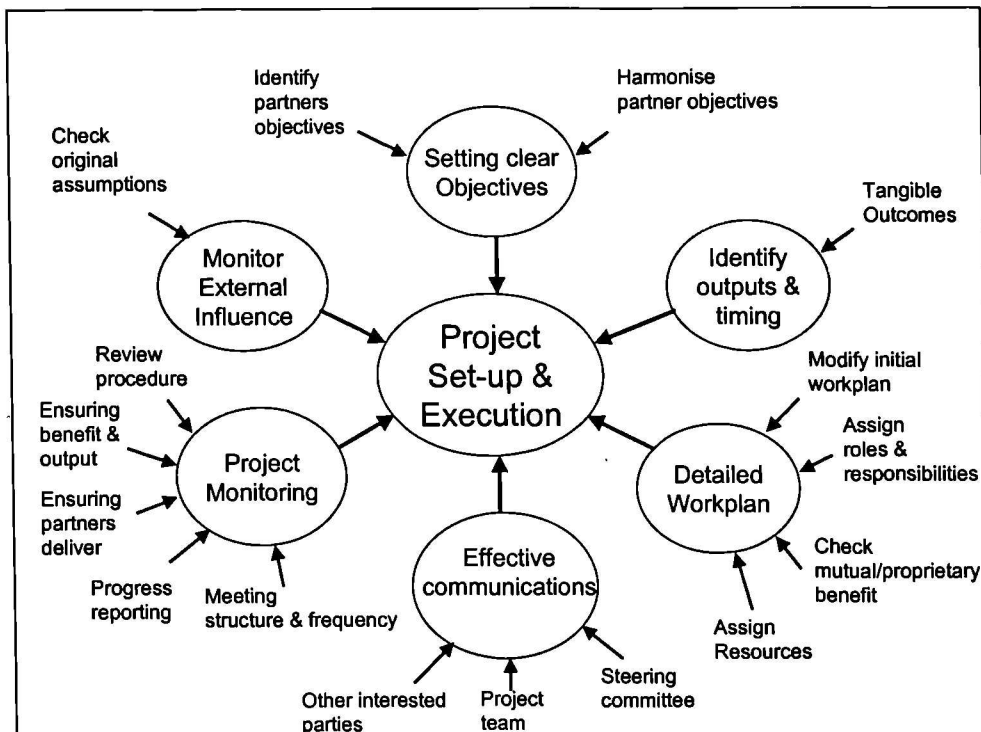 Identify
partners
objectives
Harmonise
partner objectives
Check
original
assumptions
Setting clear
Objectives
Tangible
Outcomes
Monitor
External
Influence
Identify
outputs &
timing
Project
Set-up &
Execution
Review
procedure
Ensuring
benefit &
output
Ensuring
partners
deliver
Progress
reporting
Meeting
structure & frequency
Project
Monitoring
Modify initial
workplan
Assign
roles &
responsibilities
Detailed
Workplan
Check
mutual/proprietary
benefit
Assign
Resources
Effective
communications
Other interested
parties
Project
team
Steering
committee